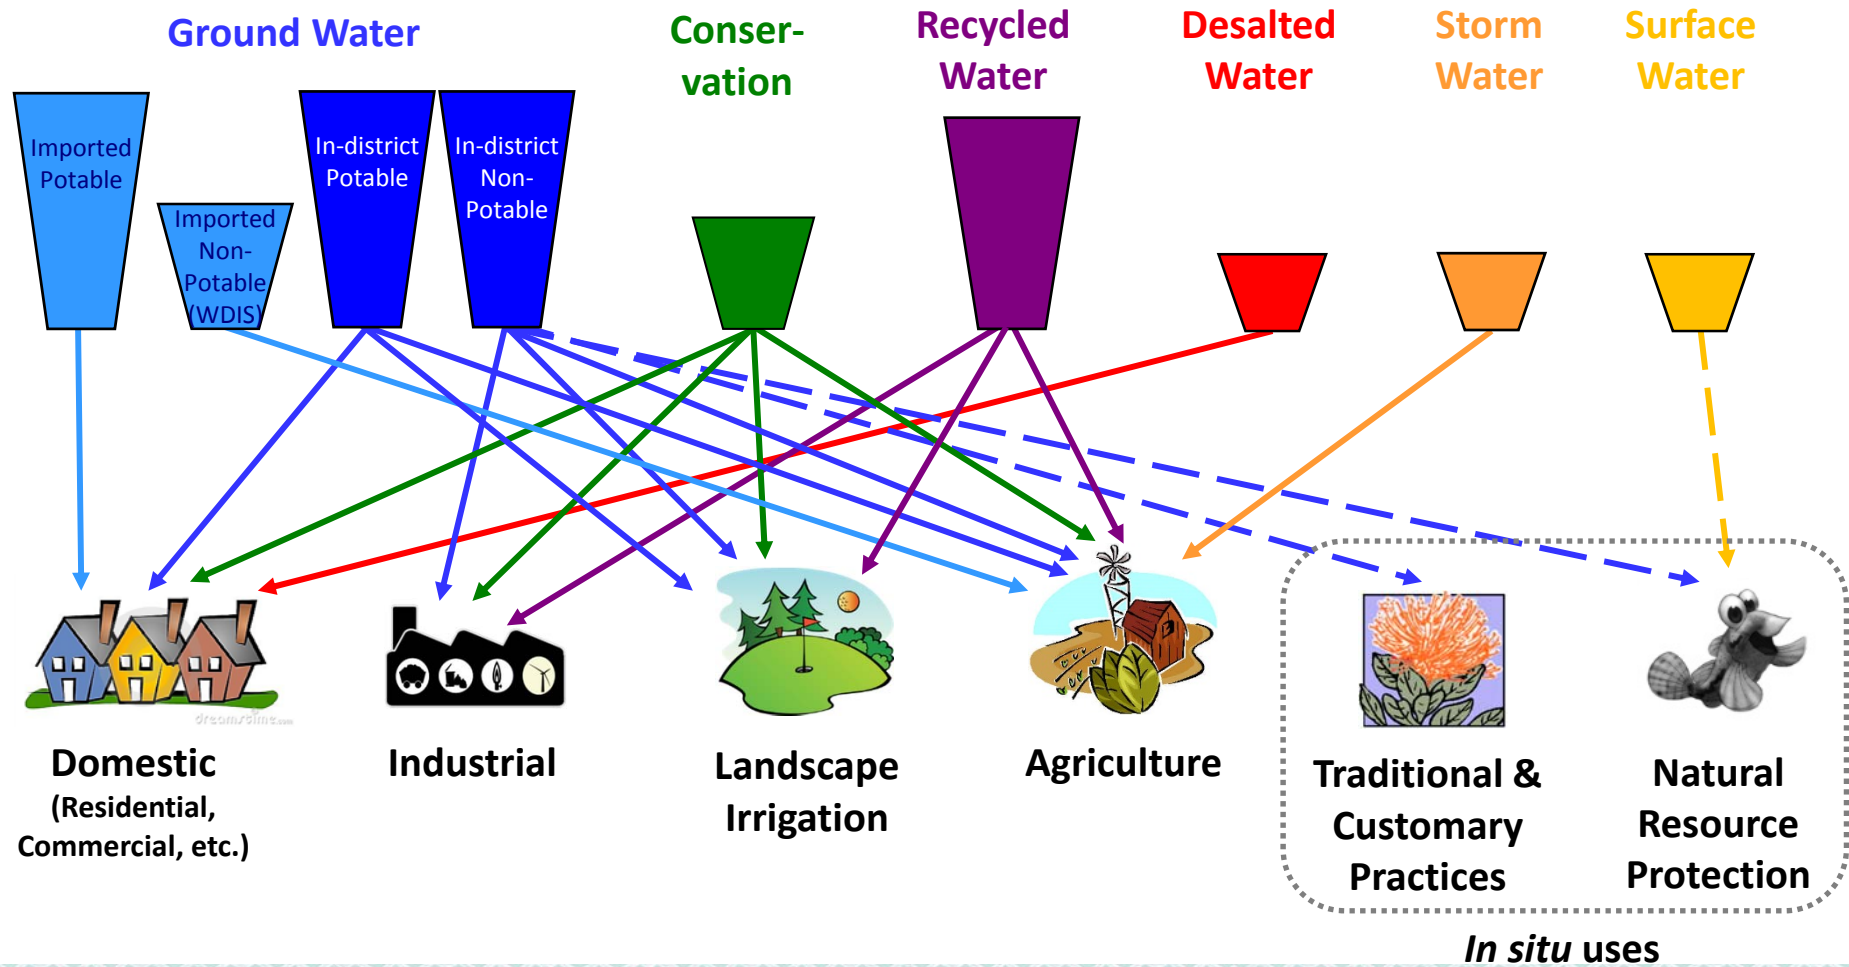 Ground Water
Conser-
vation
Recycled
Water
Desalted
Water
Storm
Water
Surface
Water
Imported
Potable
Imported
Non-
Potable
(WDIS)
In-district
Potable
In-district
Non-
Potable
dreamstime.com
Domestic
(Residential,
Commercial, etc.)
Industrial
Landscape
Irrigation
Agriculture
Traditional &
Customary
Practices
Natural
Resource
Protection
In situ uses